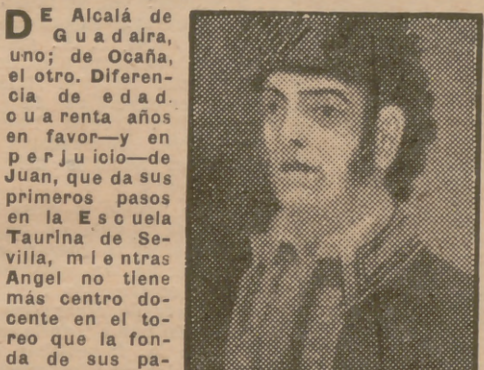 DE Alcalá de
Guadaira,
uno; de Ocaña,
el otro. Diferen-
cia de edad.
cuarenta años
en favor—y en
perjuicio—de
Juan, que da sus
primeros pasos
en la Escuela
Taurina de Se-
villa, mientras
Angel no tiene
más centro do-
cente en el to-
reo que la fon-
da de sus pa-